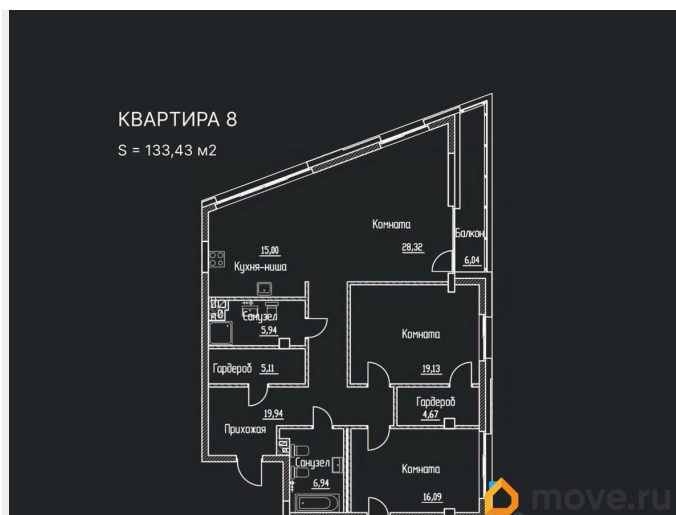 КВАРТИРА 8
S = 133,43 м2
Комната
28,32
Балкон
6,04
15,00
Кухня-ниша
Санузел
5,94
Комната
19,13
Гардероб 5,11
Гардероб
4,67
19,94
Прихожая
Санузел
6,94
Комната
16,09
move.ru